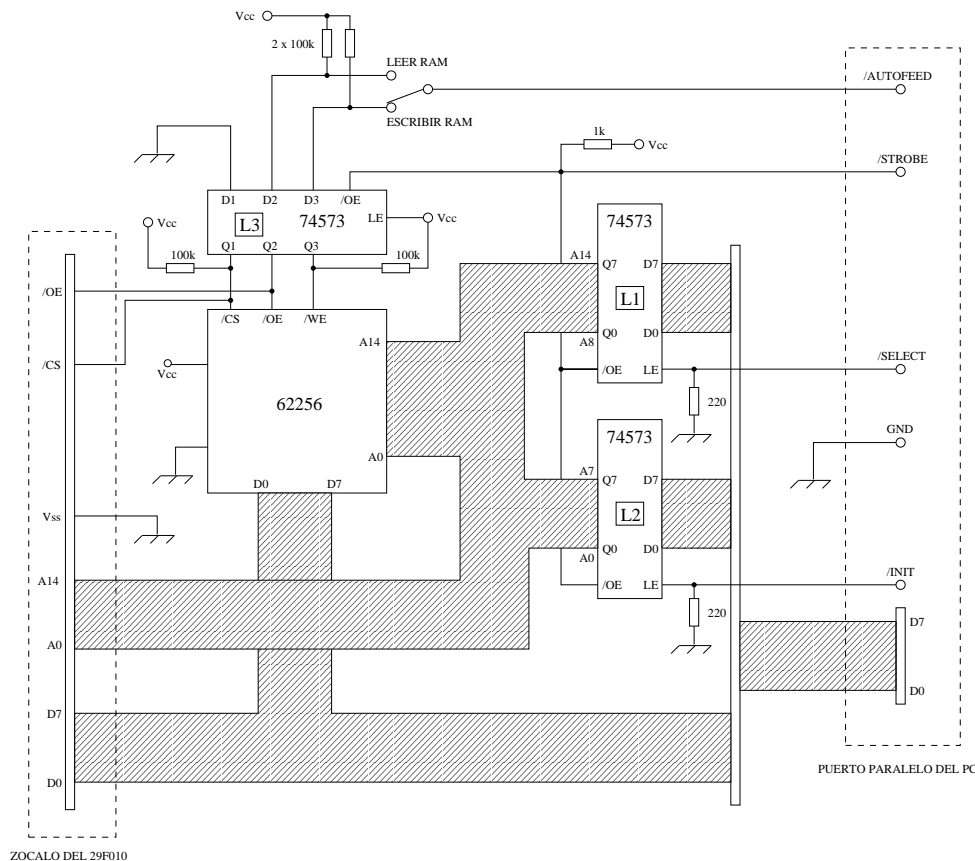 Vcc
2 x 100k
LEER RAM
/AUTOFEED
ESCRIBIR RAM
1k
Vcc
/STROBE
D1 D2 D3 /OE
L3 74573
LE
Vcc
Vcc
Q1 Q2 Q3
100k
100k
74573
A14
Q7 D7
L1
Q0 D0
A8
/OE LE
/SELECT
220
/OE
/CS /OE /WE
A14
/CS
Vcc
62256
A0
D0 D7
GND
74573
A7
Q7 D7
L2
Q0 D0
A0
/OE LE
/INIT
220
Vss
A14
A0
D7
D0
D7
D0
PUERTO PARALELO DEL PC
ZOCALO DEL 29F010